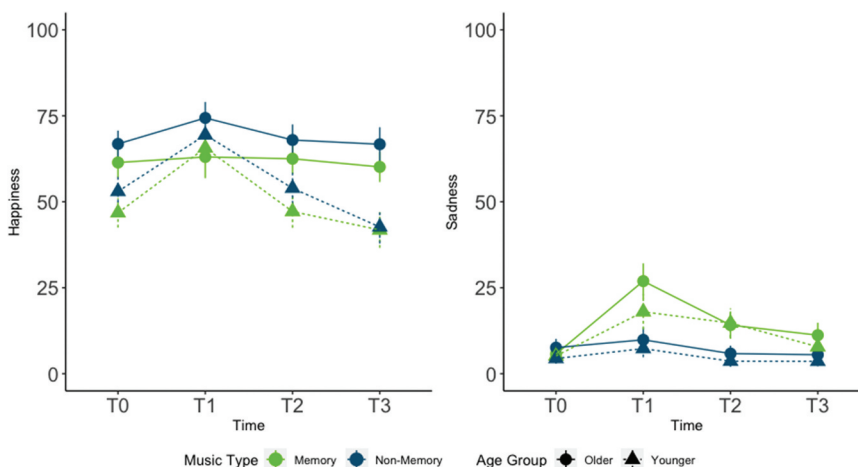 100
75
50
25
0
Happiness
T0 T1 T2 T3
Time
100
75
50
25
0
Sadness
T0 T1 T2 T3
Time
Music Type Memory Non-Memory Age Group Older Younger